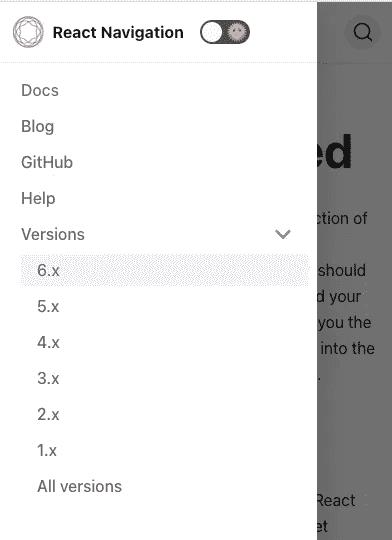 React Navigation
Docs
Blog
GitHub
Help
Versions
6.x
5.x
4.x
3.x
2.x
1.x
All versions
ed
ction of
should
d your
you the
into the
.
React
et